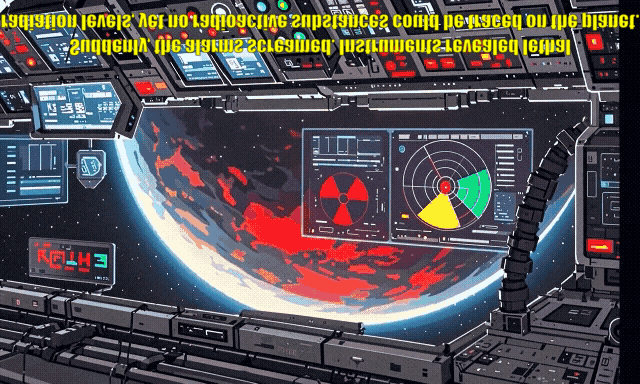 Suddenly, the alarms screamed. Instruments revealed lethal
radiation levels, yet no radioactive substances could be traced on the planet.